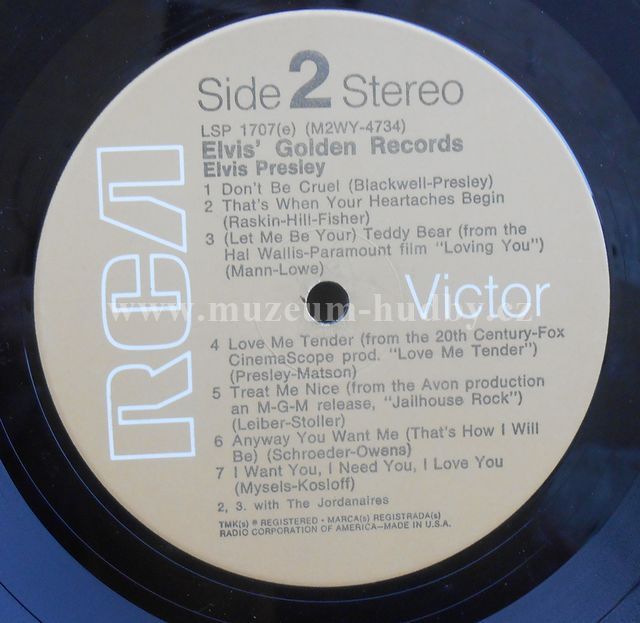 Side 2 Stereo
LSP 1707(e) (M2WY-4734)
Elvis' Golden Records
Elvis Presley
1 Don't Be Cruel (Blackwell-Presley)
2 That's When Your Heartaches Begin
(Raskin-Hill-Fisher)
3 (Let Me Be Your) Teddy Bear (from the
Hal Wallis-Paramount film "Loving You")
(Mann-Lowe)
RCA
Victor
www.muzeum-hudby.cz
4 Love Me Tender (from the 20th Century-Fox
CinemaScope prod. "Love Me Tender")
(Presley-Matson)
5 Treat Me Nice (from the Avon production
an M-G-M release, "Jailhouse Rock")
(Leiber-Stoller)
6 Anyway You Want Me (That's How I Will
Be) (Schroeder-Owens)
7 I Want You, I Need You, I Love You
(Mysels-Kosloff)
2, 3. with The Jordanaires
TMK(s) ® REGISTERED • MARCA(s) REGISTRADA(s)
RADIO CORPORATION OF AMERICA—MADE IN U.S.A.